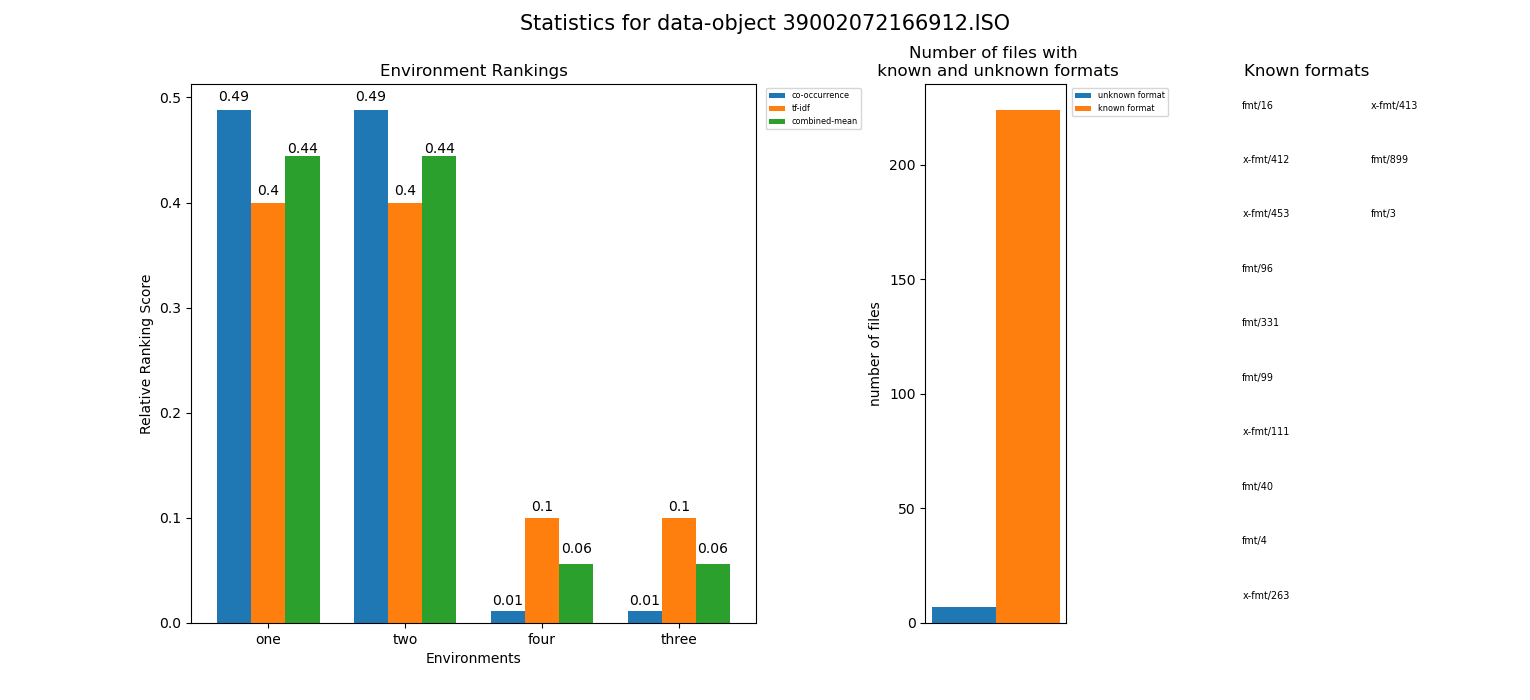 Statistics for data-object 39002072166912.ISO
Environment Rankings
0.5
0.4
0.3
0.2
0.1
0.0
Relative Ranking Score
0.49
0.4
0.44
0.49
0.4
0.44
0.01
0.1
0.06
0.01
0.1
0.06
one
two
four
three
Environments
co-occurrence
tf-idf
combined-mean
Number of files with
known and unknown formats
200
150
100
50
0
number of files
unknown format
known format
Known formats
fmt/16
x-fmt/413
x-fmt/412
fmt/899
x-fmt/453
fmt/3
fmt/96
fmt/331
fmt/99
x-fmt/111
fmt/40
fmt/4
x-fmt/263